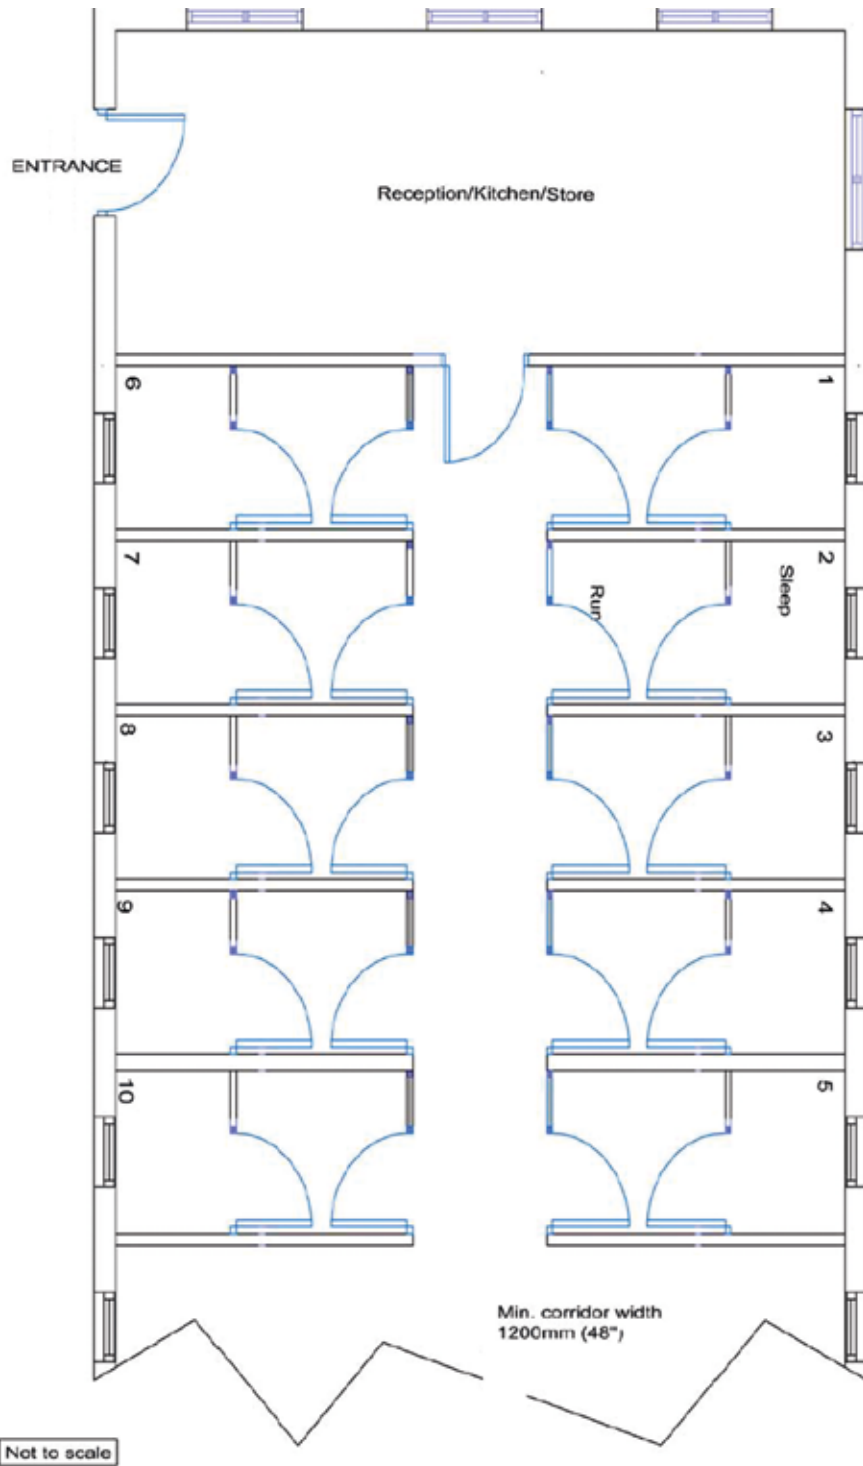 ENTRANCE
Reception/Kitchen/Store
6
1
7
2
Run
Sleep
8
3
9
4
10
5
Min. corridor width
1200mm (48")
Not to scale